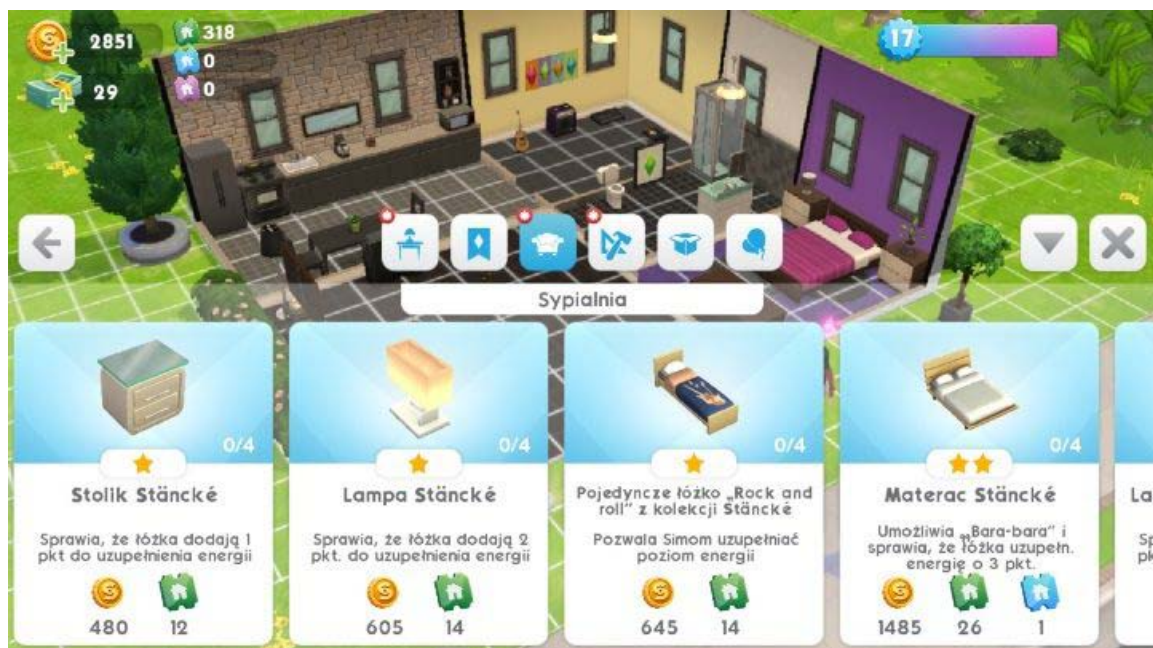 2851
318
0
29
0
17
Sypialnia
0/4
Stolik Stäncké
Sprawia, że łóżka dodają 1
pkt do uzupełnienia energii
480 12
0/4
Lampa Stäncké
Sprawia, że łóżka dodają 2
pkt. do uzupełnienia energii
605 14
0/4
Pojedyncze łóżko „Rock and
roll” z kolekcji Stäncké
Pozwala Simom uzupełniać
poziom energii
645 14
0/4
Materac Stäncké
Umożliwia „Bara-bara” i
sprawia, że łóżka uzupełn.
energię o 3 pkt.
1485 26 1
La
Sp
pk